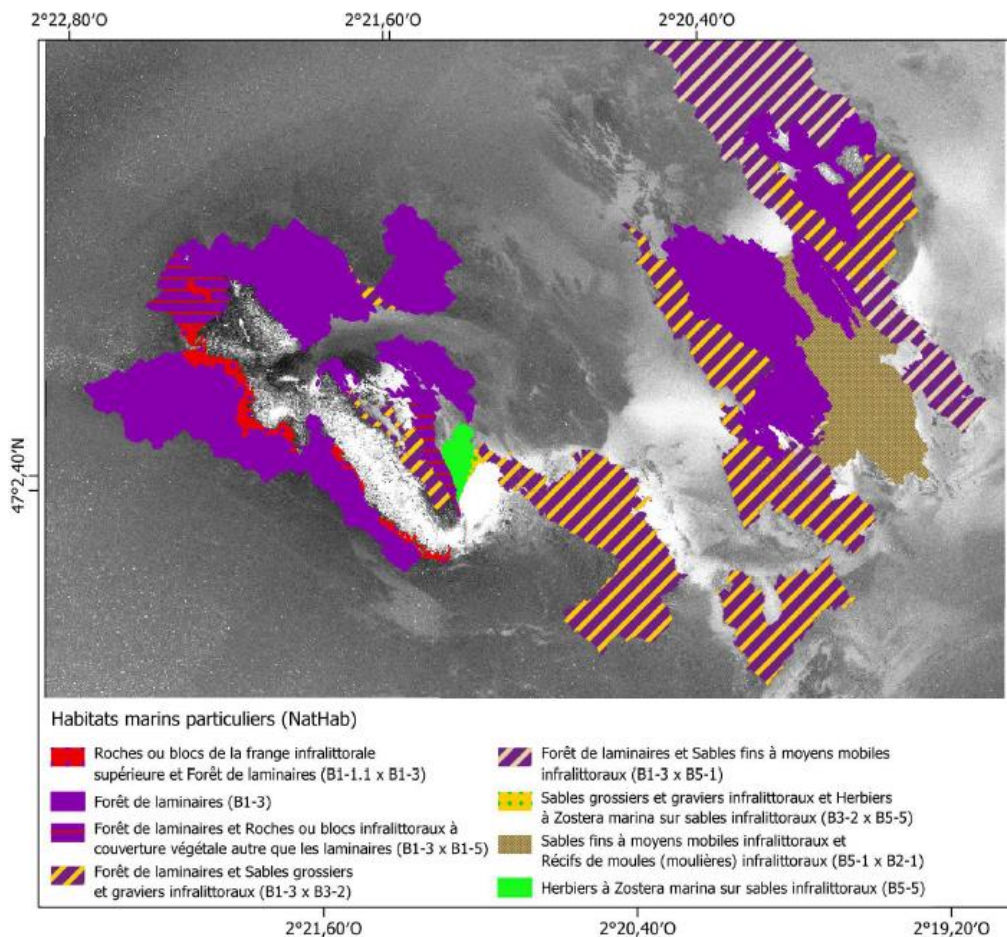 2°22,80′O 2°21,60′O 2°20,40′O
47°2,40′N
Habitats marins particuliers (NatHab)
Roches ou blocs de la frange infralittorale
supérieure et Forêt de laminaires (B1-1.1 x B1-3)
Forêt de laminaires (B1-3)
Forêt de laminaires et Roches ou blocs infralittoraux à
couverture végétale autre que les laminaires (B1-3 x B1-5)
Forêt de laminaires et Sables grossiers
et graviers infralittoraux (B1-3 x B3-2)
Forêt de laminaires et Sables fins à moyens mobiles
infralittoraux (B1-3 x B5-1)
Sables grossiers et graviers infralittoraux et Herbiers
à Zostera marina sur sables infralittoraux (B3-2 x B5-5)
Sables fins à moyens mobiles infralittoraux et
Récifs de moules (moulières) infralittoraux (B5-1 x B2-1)
Herbiers à Zostera marina sur sables infralittoraux (B5-5)
2°21,60′O 2°20,40′O 2°19,20′O